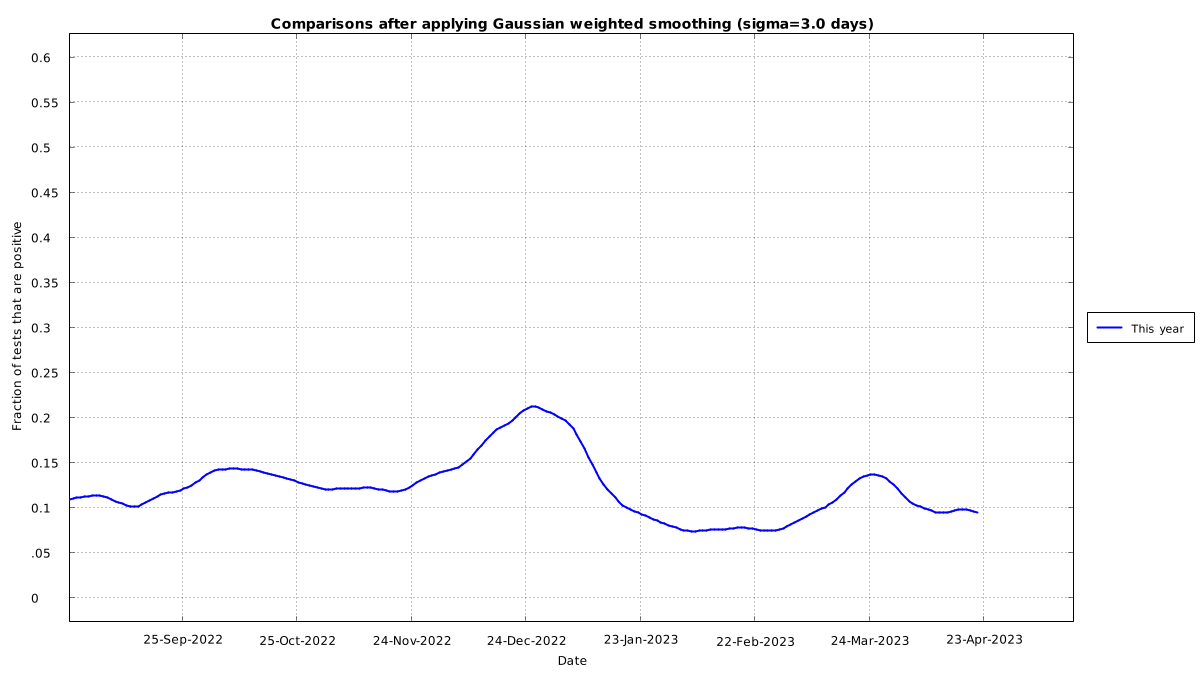 Comparisons after applying Gaussian weighted smoothing (sigma=3.0 days)
0.6
0.55
0.5
0.45
0.4
0.35
0.3
0.25
0.2
0.15
0.1
.05
0
Fraction of tests that are positive
25-Sep-2022 25-Oct-2022 24-Nov-2022 24-Dec-2022 23-Jan-2023 22-Feb-2023 24-Mar-2023 23-Apr-2023
Date
This year